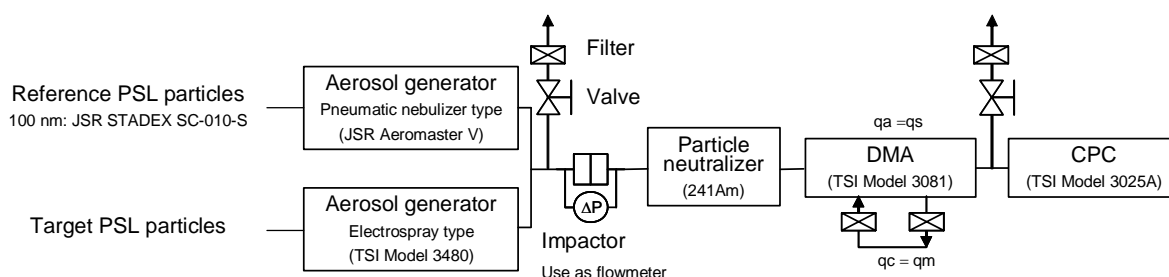 Reference PSL particles
100 nm: JSR STADEX SC-010-S
Aerosol generator
Pneumatic nebulizer type
(JSR Aeromaster V)
Filter
Valve
Target PSL particles
Aerosol generator
Electrospray type
(TSI Model 3480)
ΔP
Impactor
Use as flowmeter
Particle
neutralizer
(241Am)
qa =qs
DMA
(TSI Model 3081)
qc = qm
CPC
(TSI Model 3025A)